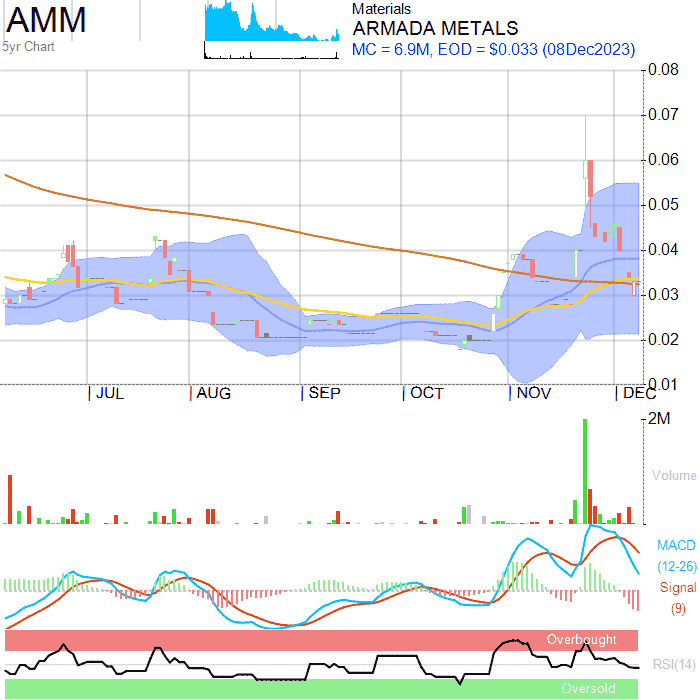 AMM
5yr Chart
Materials
ARMADA METALS
MC = 6.9M, EOD = $0.033 (08Dec2023)
0.08
0.07
0.06
0.05
0.04
0.03
0.02
0.01
JUL AUG SEP OCT NOV DEC
2M
Volume
MACD
(12-26)
Signal
(9)
Overbought
RSI(14)
Oversold